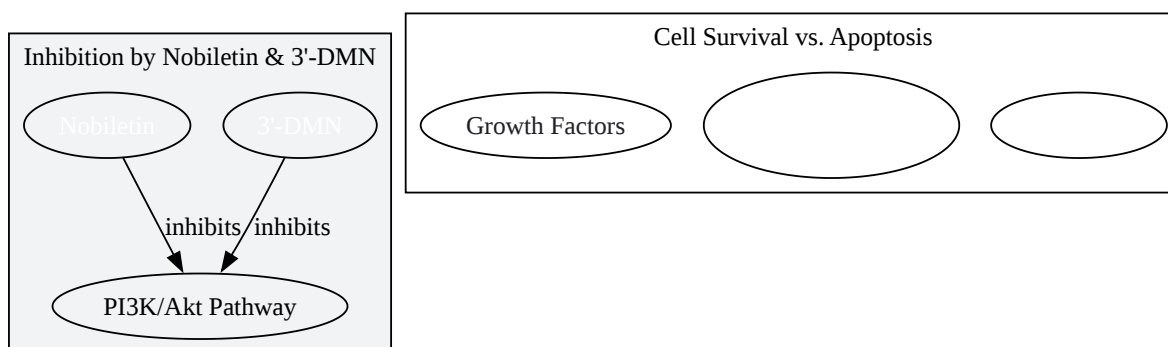 Inhibition by Nobiletin & 3'-DMN
Nobiletin
3'-DMN
inhibits
inhibits
PI3K/Akt Pathway
Cell Survival vs. Apoptosis
Growth Factors